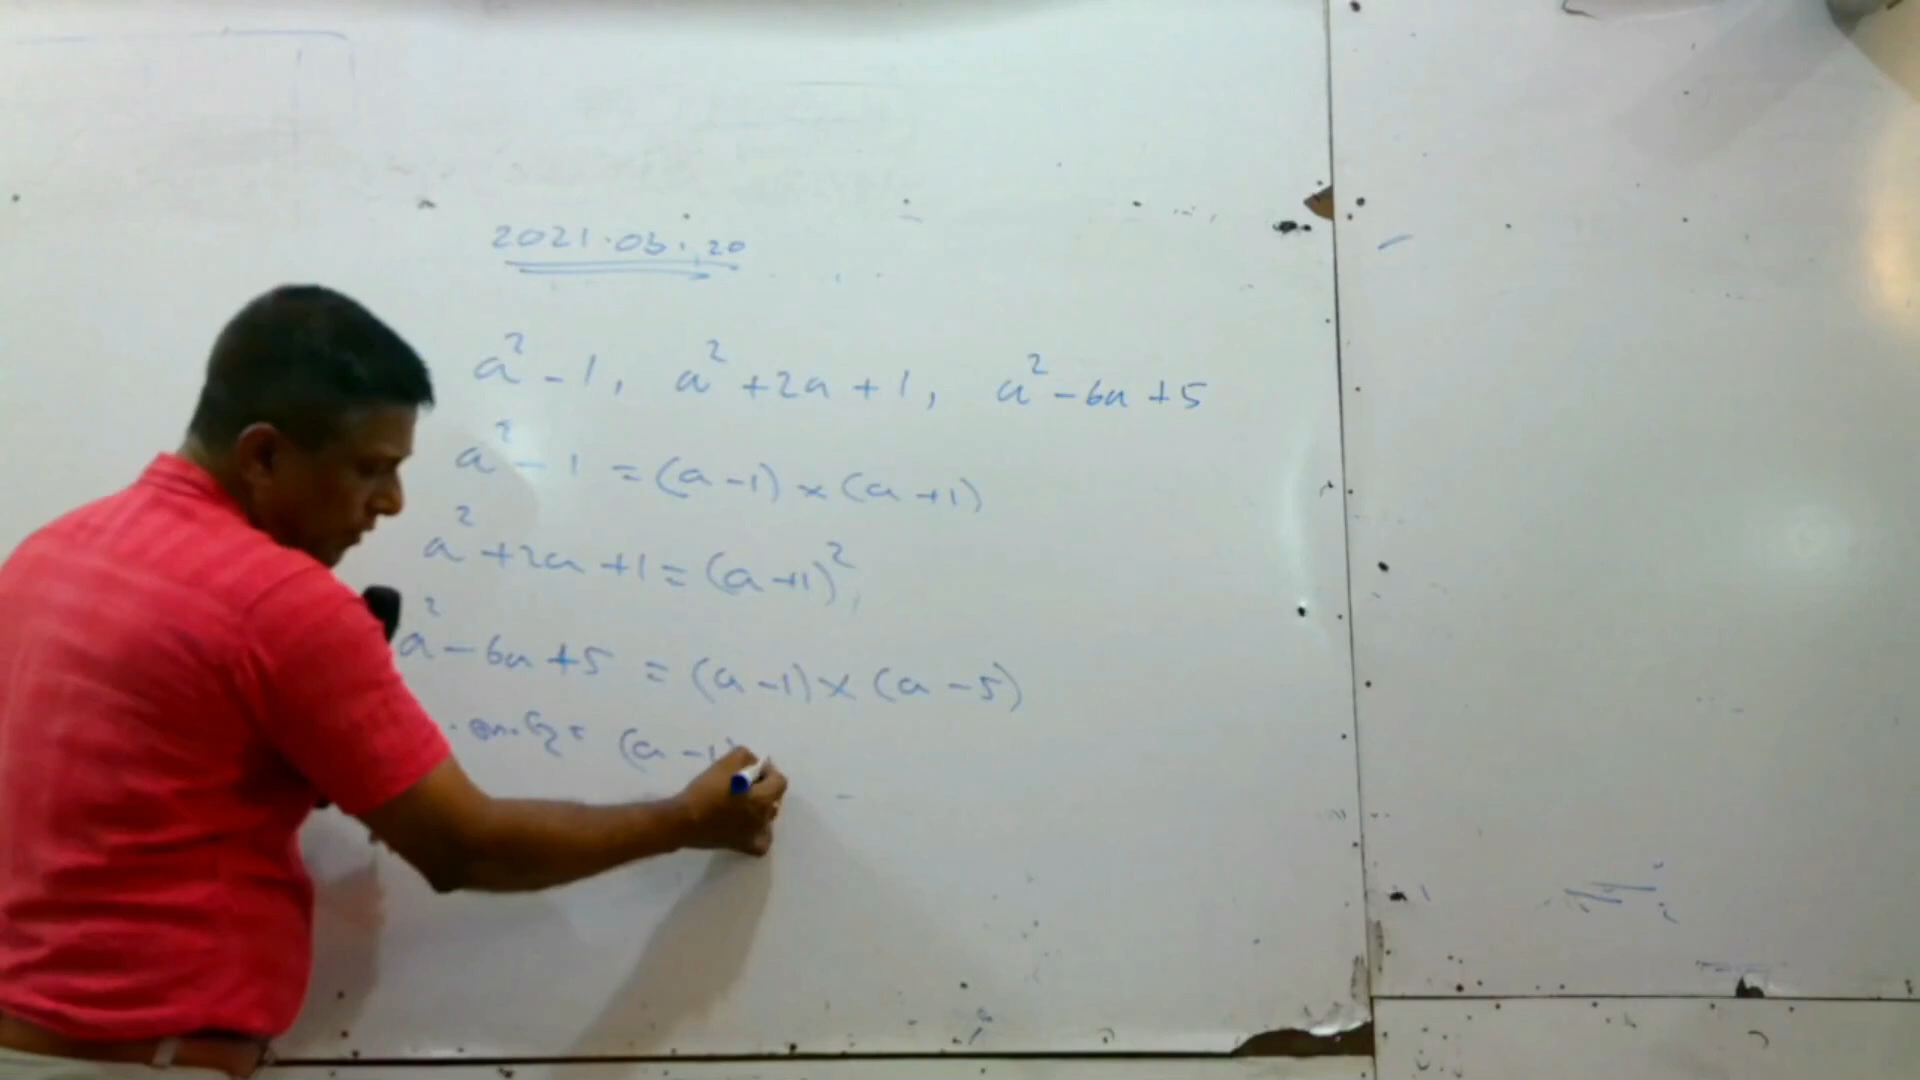 2021.03.20
a² - 1, a² + 2a + 1, a² - 6a + 5
a² - 1 = (a - 1) × (a + 1)
a² + 2a + 1 = (a + 1)²
a² - 6a + 5 = (a - 1) × (a - 5)
(a - 1)